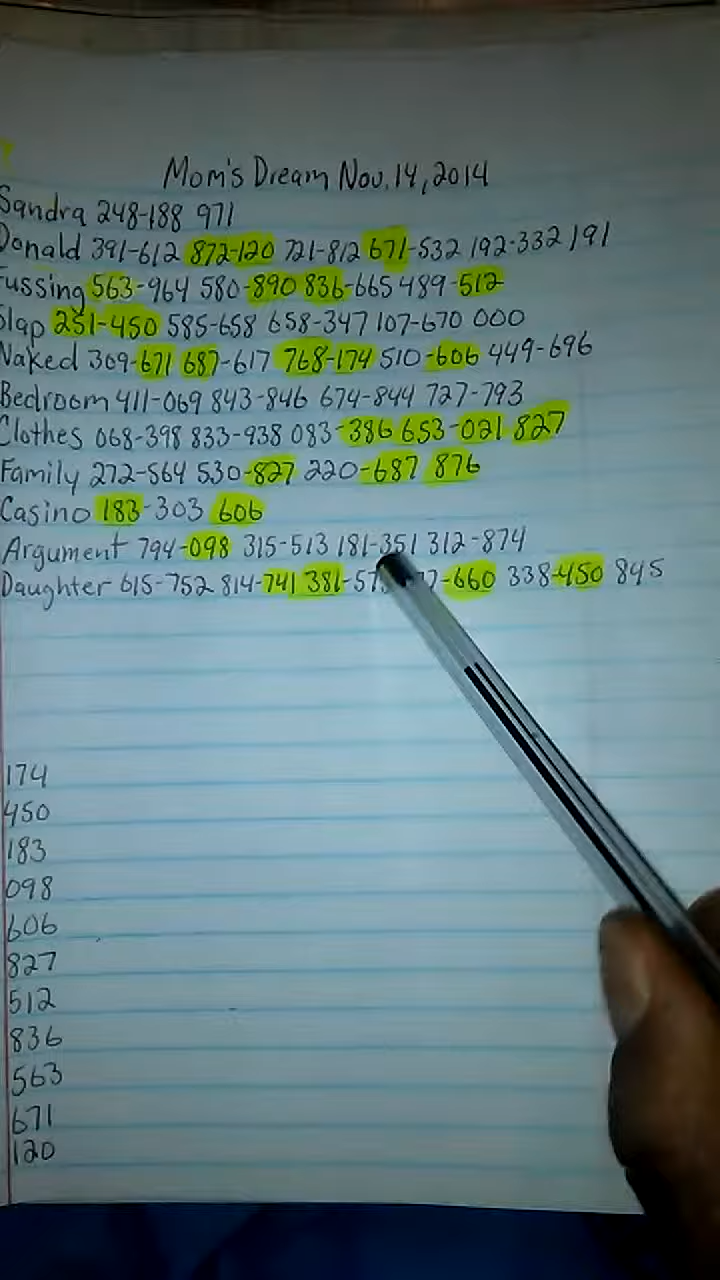 Mom's Dream Nov. 14, 2014
Sandra 248-188 971
Donald 391-612 872-120 721-812 671-532 192-332 191
Fussing 563-964 580-890 836-665 489-512
Slap 251-450 585-658 658-347 107-670 000
Naked 309-671 687-617 768-174 510-606 449-696
Bedroom 411-069 843-846 674-844 727-793
Clothes 068-398 833-938 083-386 653-021 827
Family 272-564 530-827 220-687 876
Casino 183-303 606
Argument 794-098 315-513 181-351 312-874
Daughter 615-752 814-741 381- -660 338-450 845
174
450
183
098
606
827
512
836
563
671
120